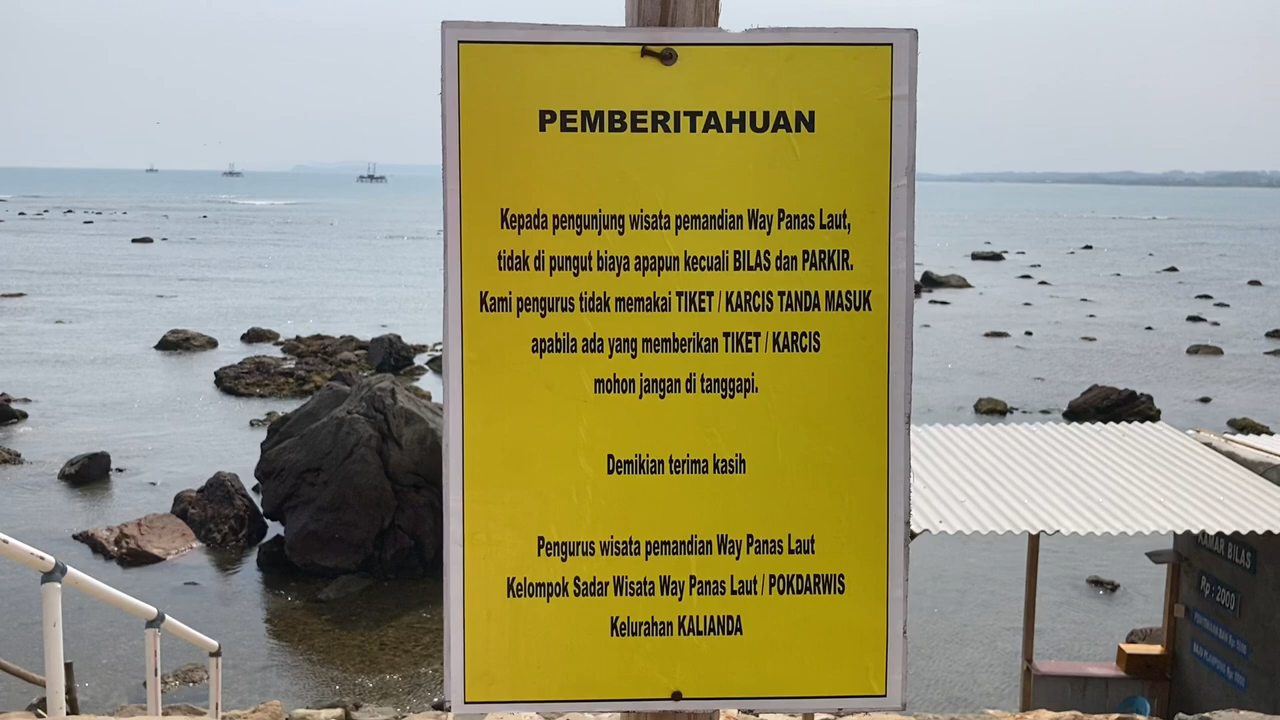 PEMBERITAHUAN
Kepada pengunjung wisata pemandian Way Panas Laut,
tidak di pungut biaya apapun kecuali BILAS dan PARKIR.
Kami pengurus tidak memakai TIKET / KARCIS TANDA MASUK
apabila ada yang memberikan TIKET / KARCIS
mohon jangan di tanggapi.
Demikian terima kasih
Pengurus wisata pemandian Way Panas Laut
Kelompok Sadar Wisata Way Panas Laut / POKDARWIS
Kelurahan KALIANDA
KAMAR BILAS
Rp : 2000